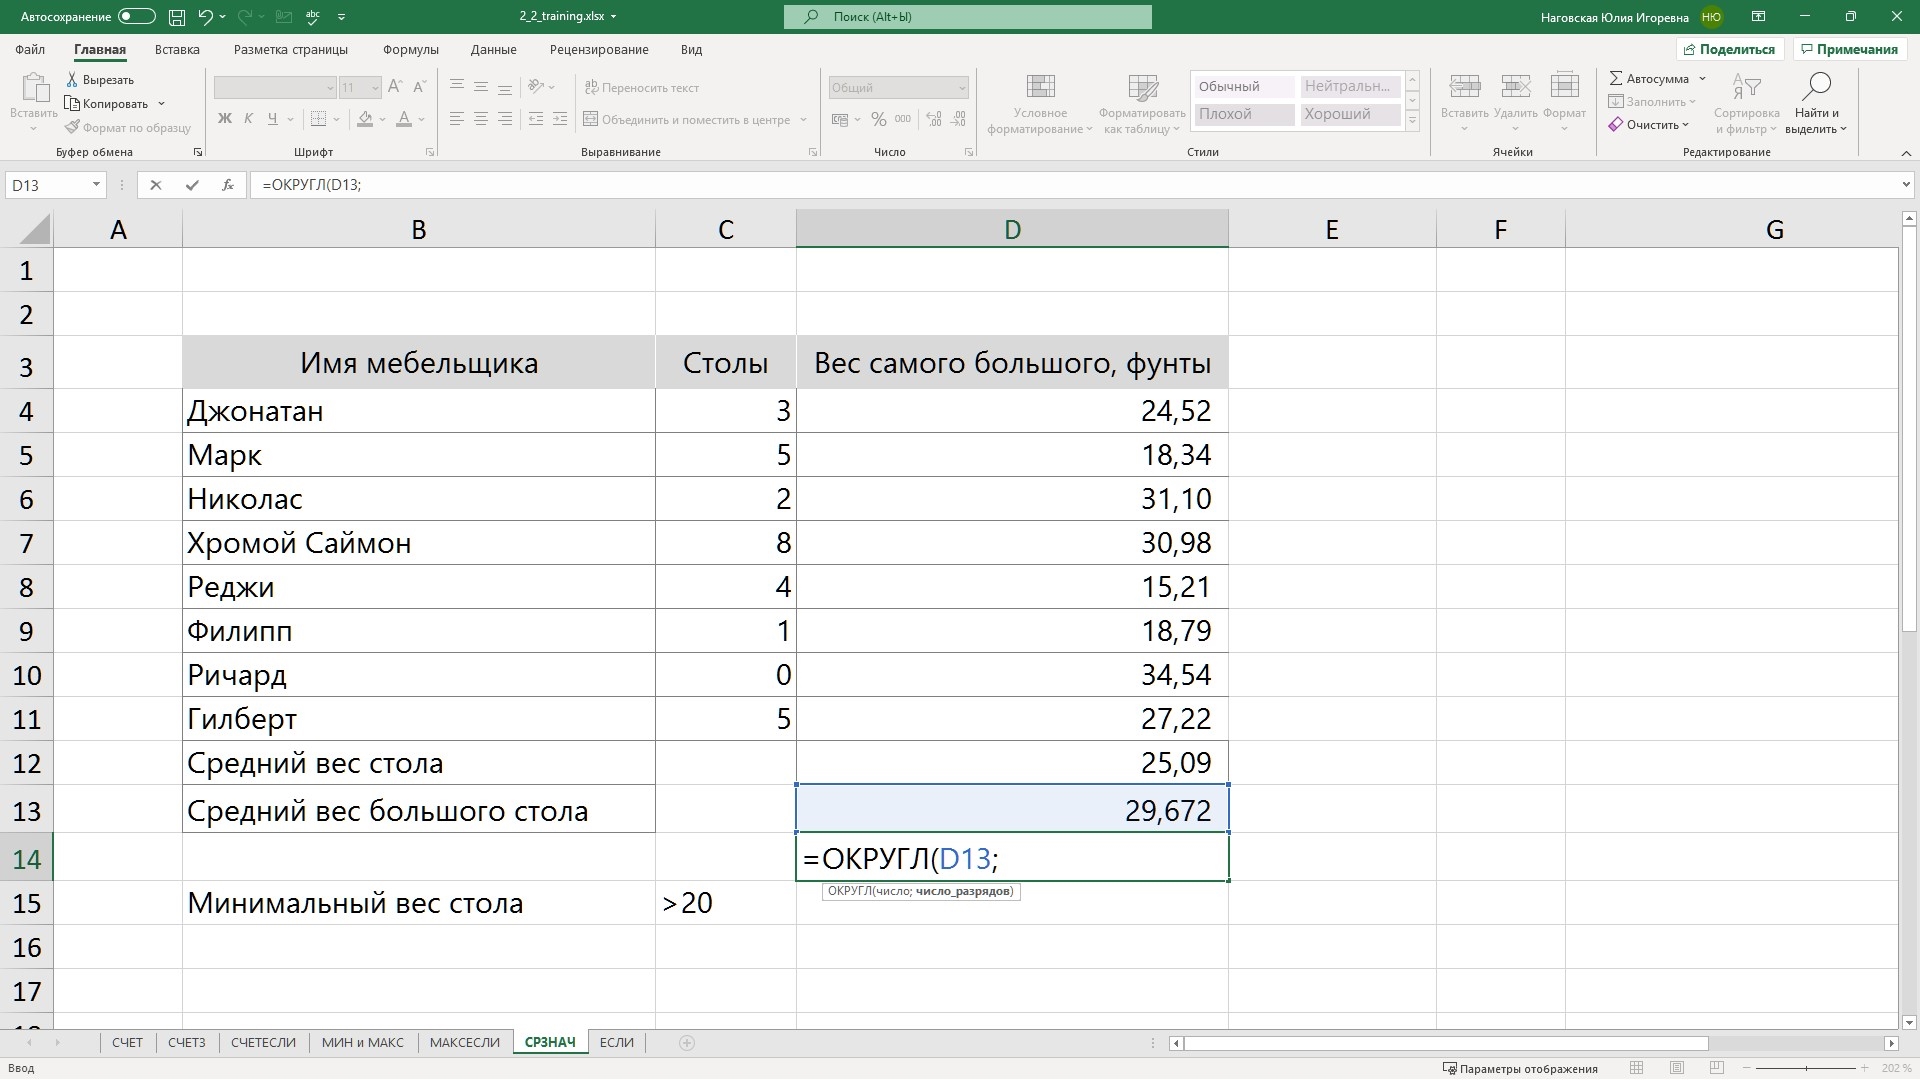 Автосохранение
2_2_training.xlsx
Поиск (Alt+Ы)
Наговская Юлия Игоревна НЮ
Файл Главная Вставка Разметка страницы Формулы Данные Рецензирование Вид Поделиться Примечания
Вставить
Вырезать
Копировать
Формат по образцу
Буфер обмена
11
Ж К Ч
Шрифт
Переносить текст
Объединить и поместить в центре
Выравнивание
Общий
% 000
Число
Условное форматирование
Форматировать как таблицу
Обычный Нейтральн...
Плохой Хороший
Стили
Вставить Удалить Формат
Ячейки
Автосумма
Заполнить
Очистить
Сортировка и фильтр
Найти и выделить
Редактирование
D13 fx =ОКРУГЛ(D13;
A B C D E F G
1
2
3 Имя мебельщика Столы Вес самого большого, фунты
4 Джонатан 3 24,52
5 Марк 5 18,34
6 Николас 2 31,10
7 Хромой Саймон 8 30,98
8 Реджи 4 15,21
9 Филипп 1 18,79
10 Ричард 0 34,54
11 Гилберт 5 27,22
12 Средний вес стола 25,09
13 Средний вес большого стола 29,672
14 =ОКРУГЛ(D13;
ОКРУГЛ(число; число_разрядов)
15 Минимальный вес стола >20
16
17
СЧЕТ СЧЕТЗ СЧЕТЕСЛИ МИН и МАКС МАКСЕСЛИ СРЗНАЧ ЕСЛИ
Ввод Параметры отображения 202 %